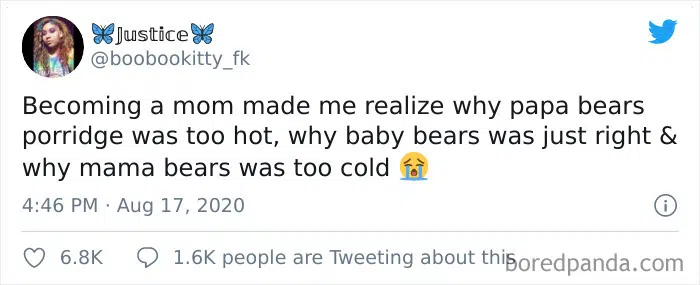 🦋𝕁𝕦𝕤𝕥𝕚𝕔𝕖🦋
@boobookitty_fk
Becoming a mom made me realize why papa bears
porridge was too hot, why baby bears was just right &
why mama bears was too cold 😭
4:46 PM · Aug 17, 2020
6.8K 1.6K people are Tweeting about this
boredpanda.com